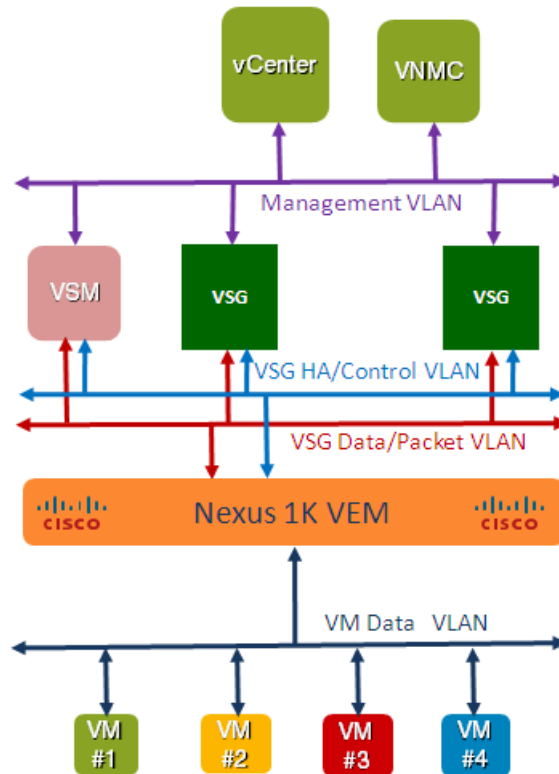 vCenter
VNMC
Management VLAN
VSM
VSG
VSG
VSG HA/Control VLAN
VSG Data/Packet VLAN
CISCO
Nexus 1K VEM
CISCO
VM Data VLAN
VM
#1
VM
#2
VM
#3
VM
#4